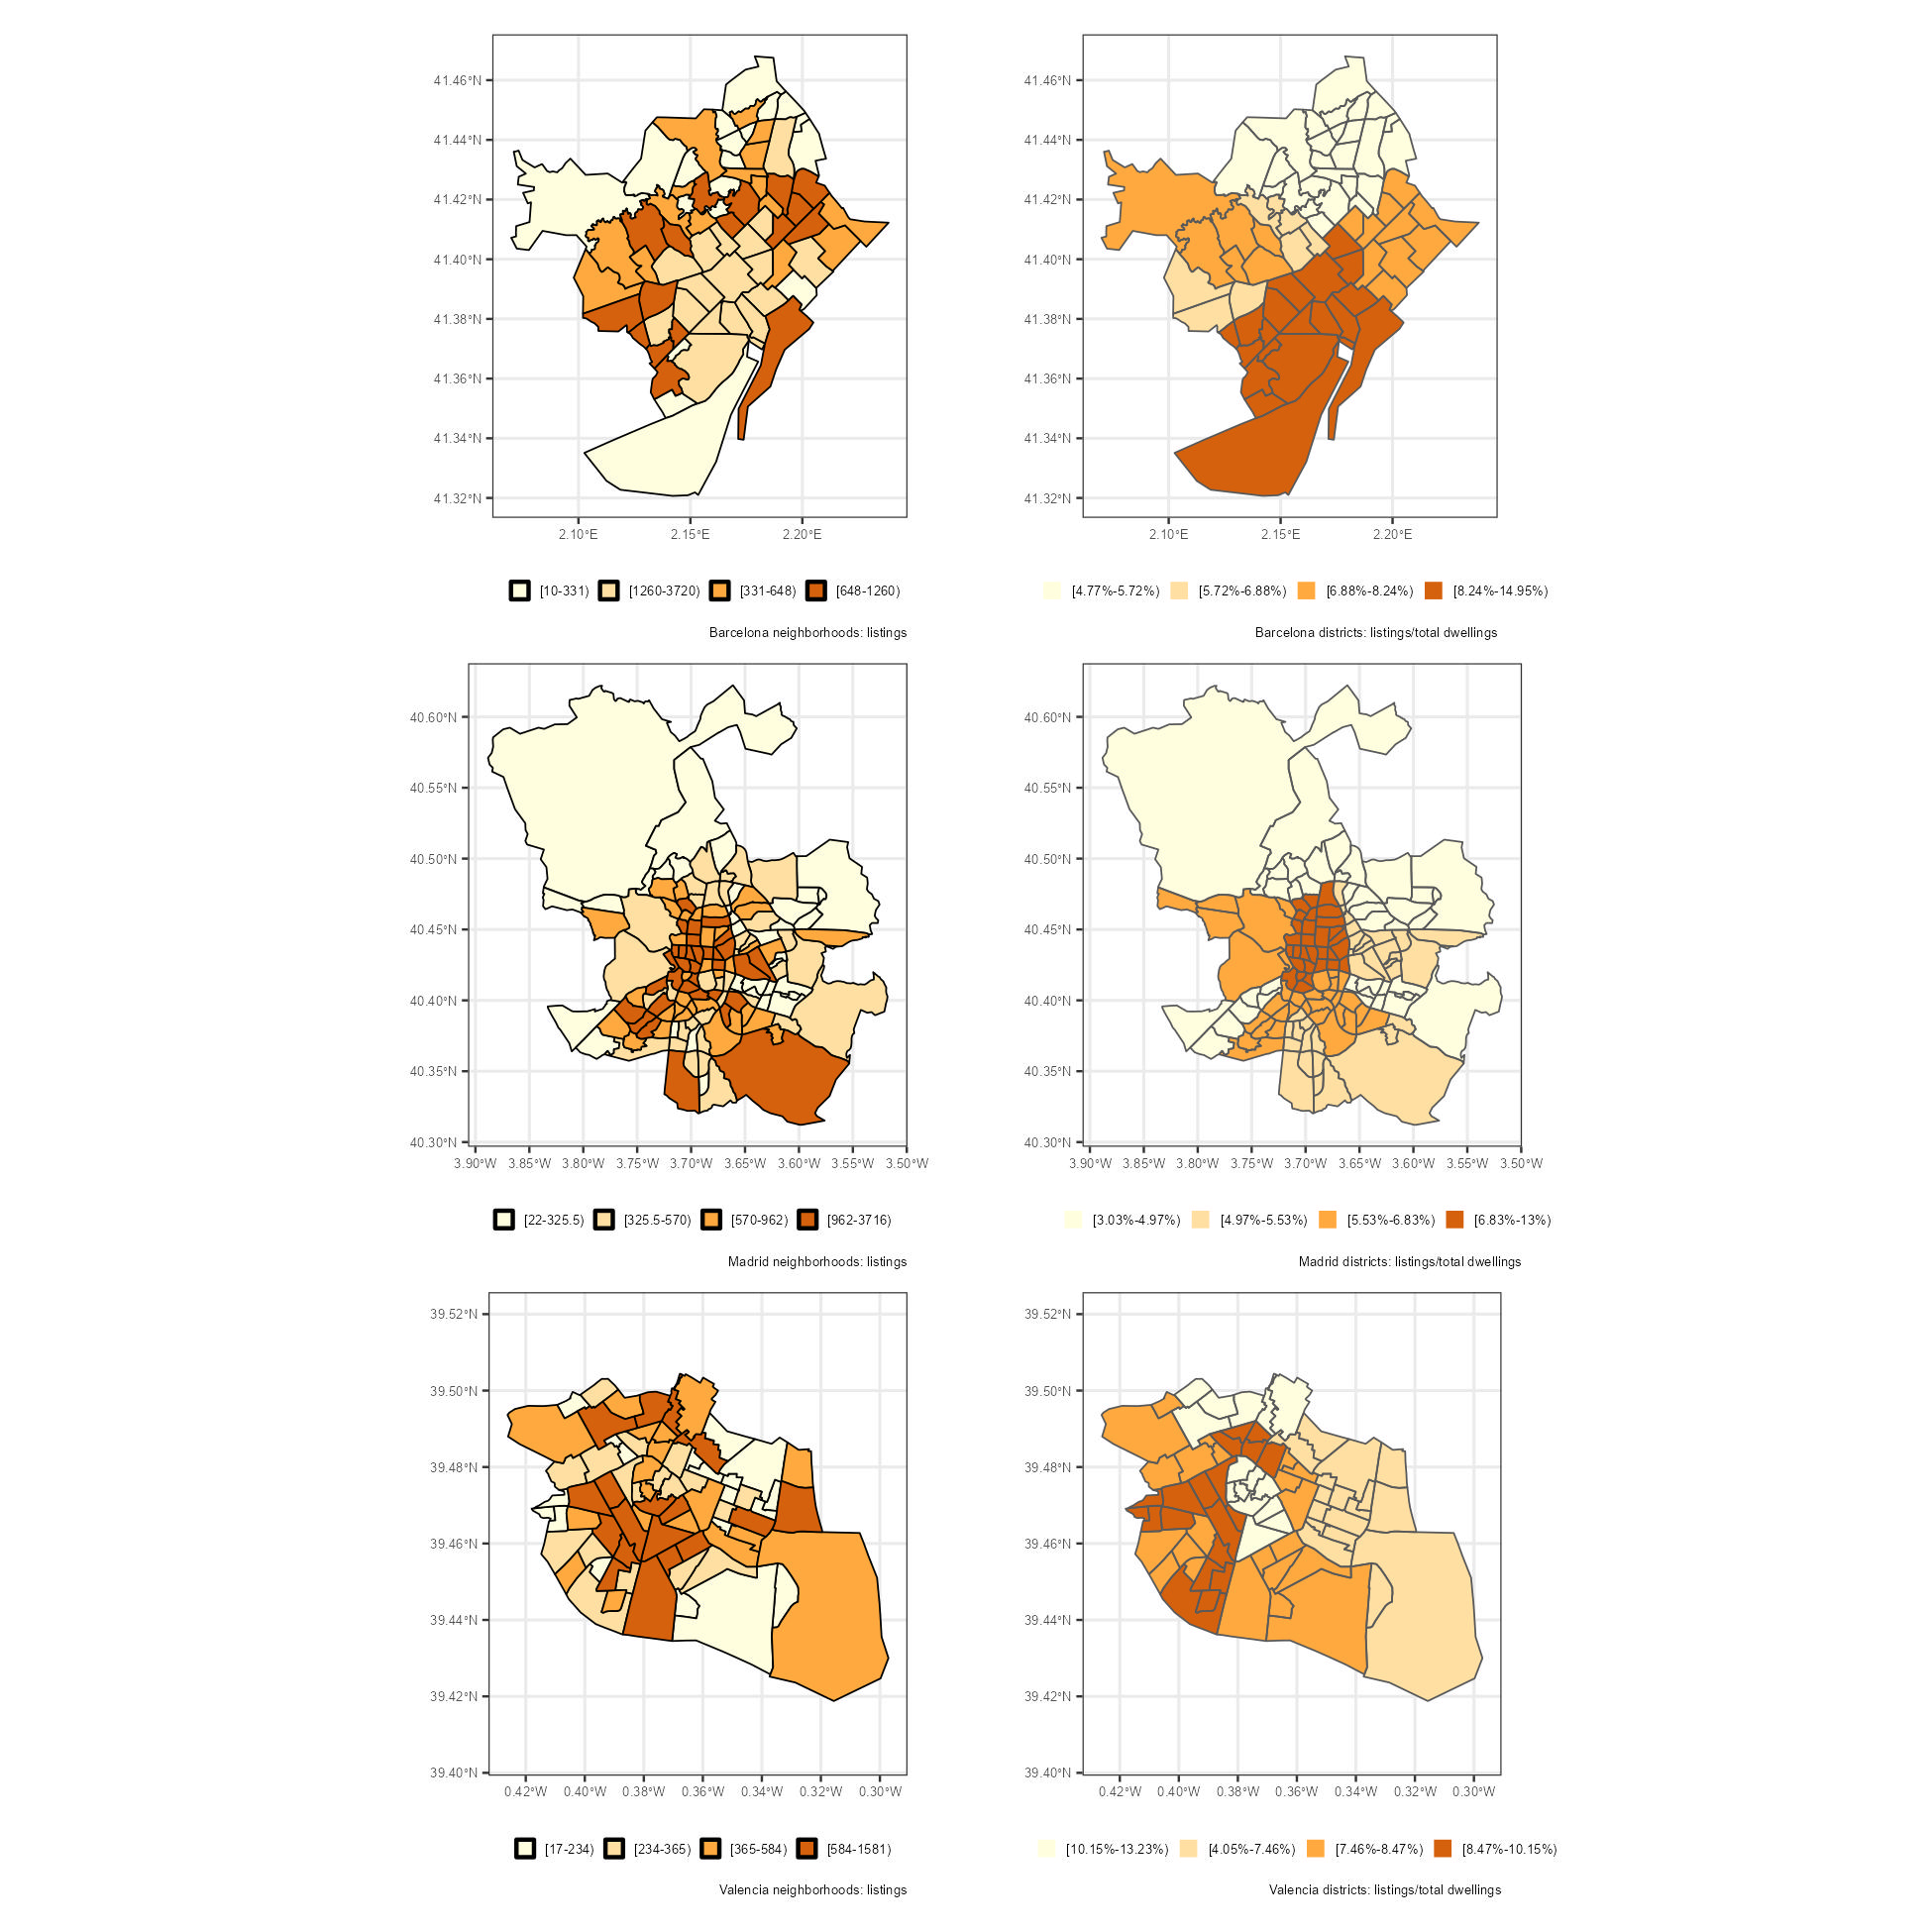 41.46°N
41.44°N
41.42°N
41.40°N
41.38°N
41.36°N
41.34°N
41.32°N
2.10°E 2.15°E 2.20°E
[10-331) [1260-3720) [331-648) [648-1260)
Barcelona neighborhoods: listings
41.46°N
41.44°N
41.42°N
41.40°N
41.38°N
41.36°N
41.34°N
41.32°N
2.10°E 2.15°E 2.20°E
[4.77%-5.72%) [5.72%-6.88%) [6.88%-8.24%) [8.24%-14.95%)
Barcelona districts: listings/total dwellings
40.60°N
40.55°N
40.50°N
40.45°N
40.40°N
40.35°N
40.30°N
3.90°W 3.85°W 3.80°W 3.75°W 3.70°W 3.65°W 3.60°W 3.55°W 3.50°W
[22-325.5) [325.5-570) [570-962) [962-3716)
Madrid neighborhoods: listings
40.60°N
40.55°N
40.50°N
40.45°N
40.40°N
40.35°N
40.30°N
3.90°W 3.85°W 3.80°W 3.75°W 3.70°W 3.65°W 3.60°W 3.55°W 3.50°W
[3.03%-4.97%) [4.97%-5.53%) [5.53%-6.83%) [6.83%-13%)
Madrid districts: listings/total dwellings
39.52°N
39.50°N
39.48°N
39.46°N
39.44°N
39.42°N
39.40°N
0.42°W 0.40°W 0.38°W 0.36°W 0.34°W 0.32°W 0.30°W
[17-234) [234-365) [365-584) [584-1581)
Valencia neighborhoods: listings
39.52°N
39.50°N
39.48°N
39.46°N
39.44°N
39.42°N
39.40°N
0.42°W 0.40°W 0.38°W 0.36°W 0.34°W 0.32°W 0.30°W
[10.15%-13.23%) [4.05%-7.46%) [7.46%-8.47%) [8.47%-10.15%)
Valencia districts: listings/total dwellings